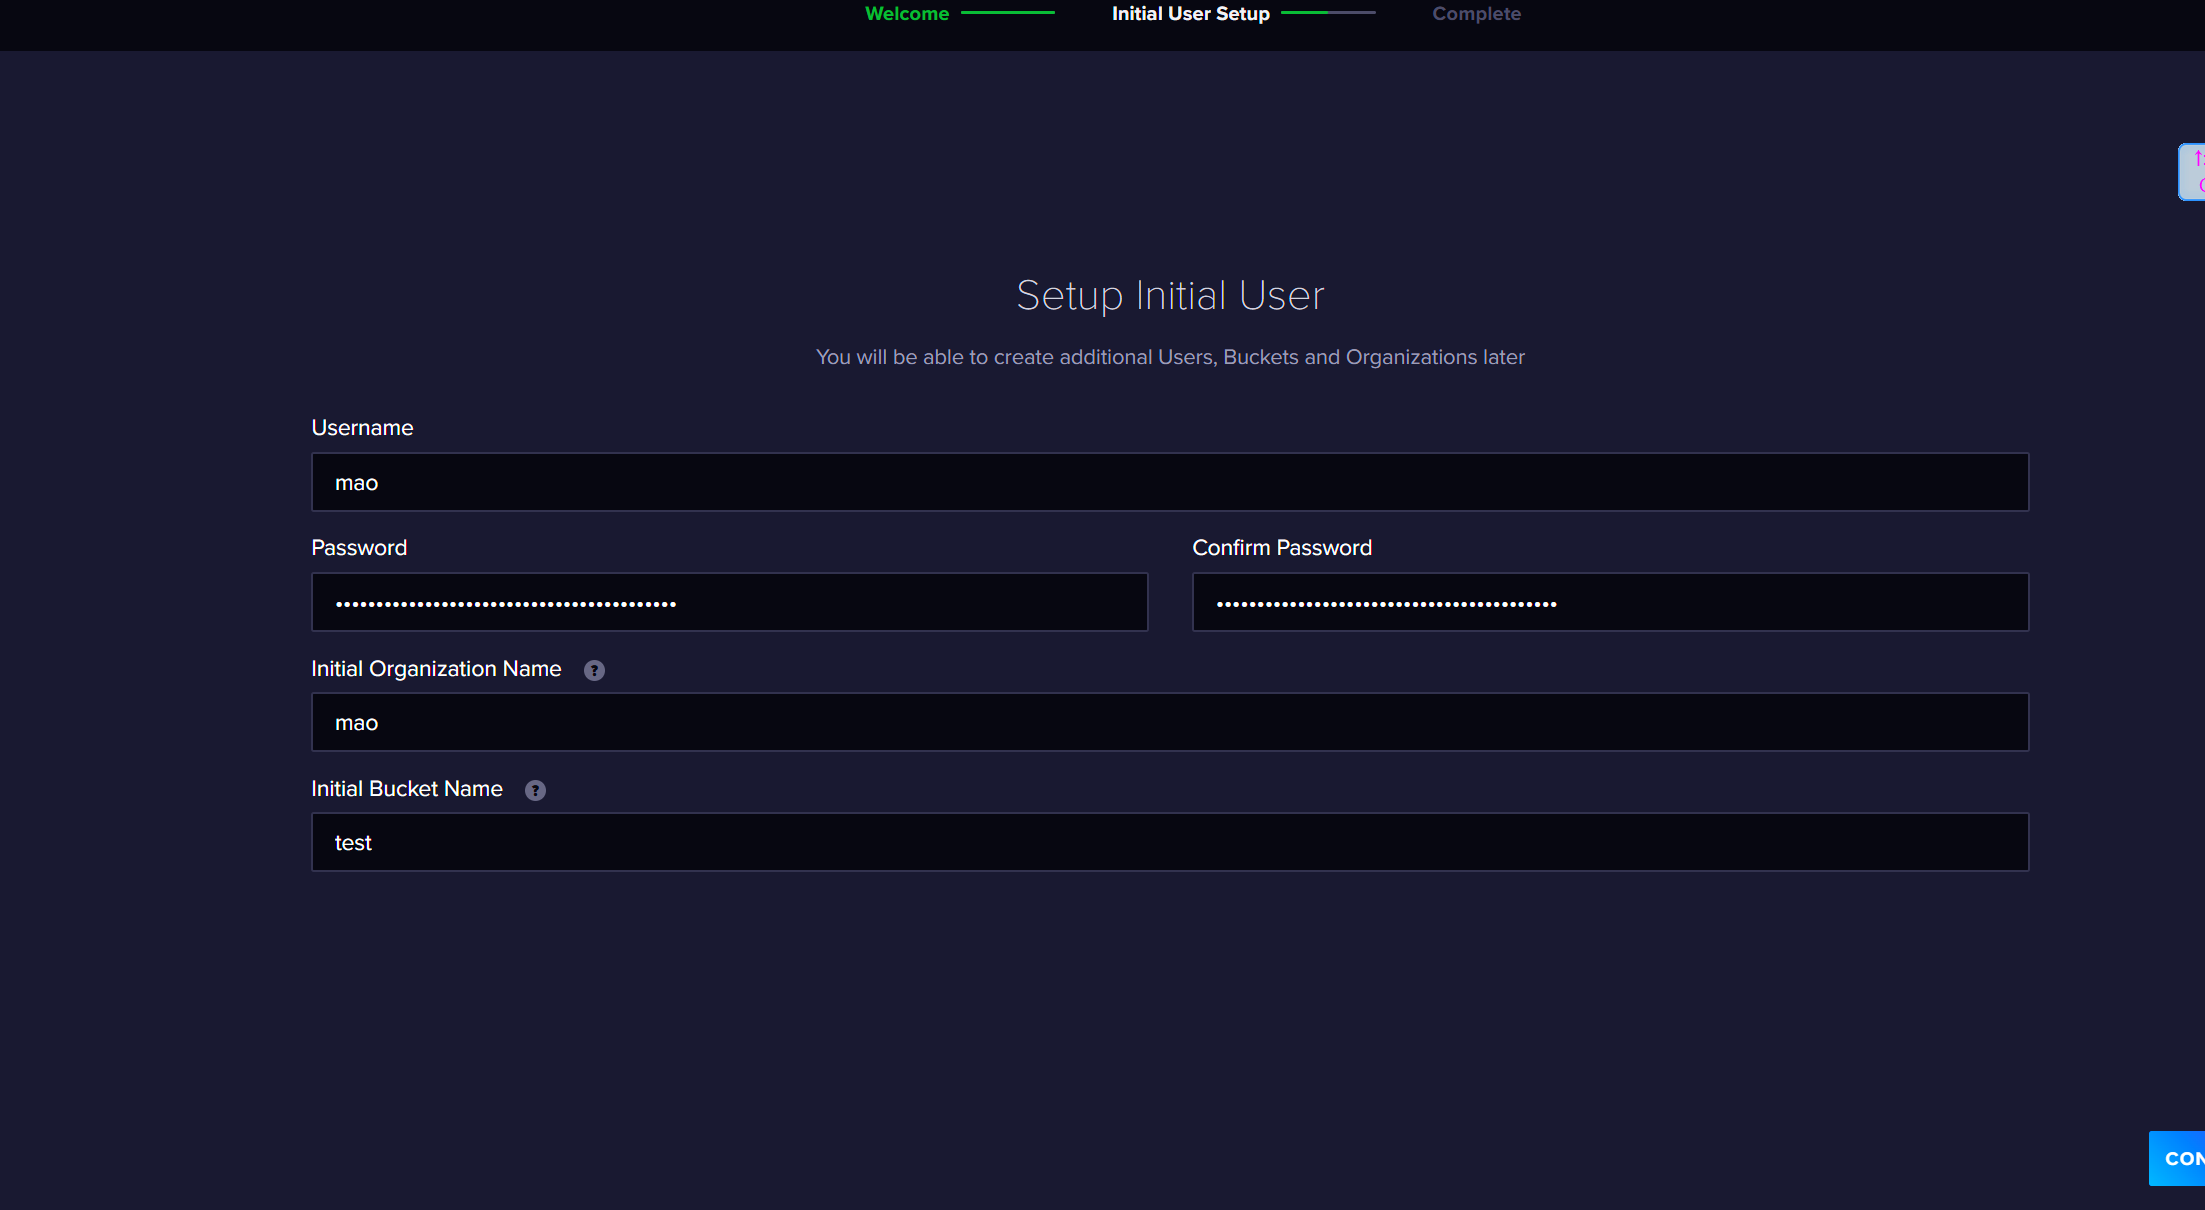 Welcome Initial User Setup Complete
Setup Initial User
You will be able to create additional Users, Buckets and Organizations later
Username
mao
Password Confirm Password
Initial Organization Name ?
mao
Initial Bucket Name ?
test
CON